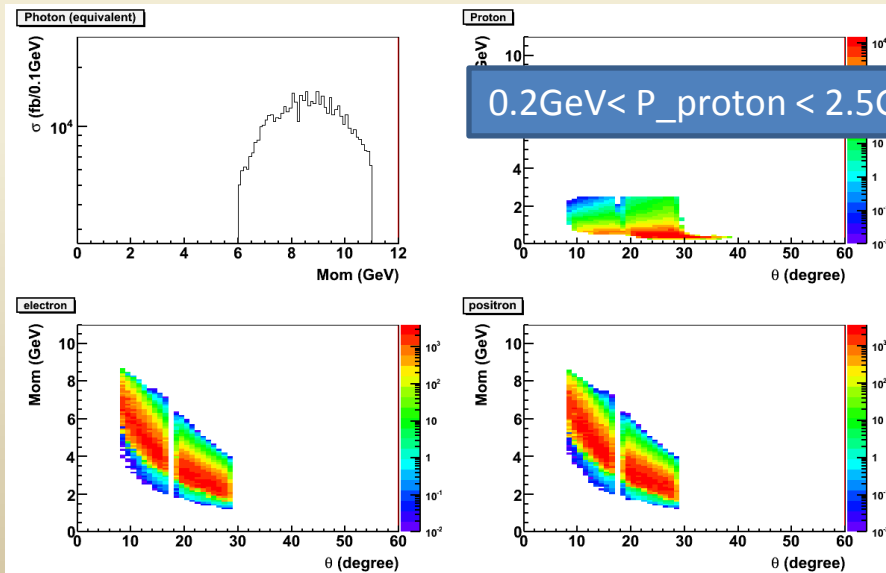 Photon (equivalent)
σ (fb/0.1GeV)
10⁴
0 2 4 6 8 10 12
Mom (GeV)
Proton
10
2
0
0 10 20 30 40 50 60
θ (degree)
10⁴
10
1
0.2GeV< P_proton < 2.5G
electron
Mom (GeV)
10
8
6
4
2
0
0 10 20 30 40 50 60
θ (degree)
10³
10²
10
1
10⁻¹
10⁻²
positron
Mom (GeV)
10
8
6
4
2
0
0 10 20 30 40 50 60
θ (degree)
10³
10²
10
1